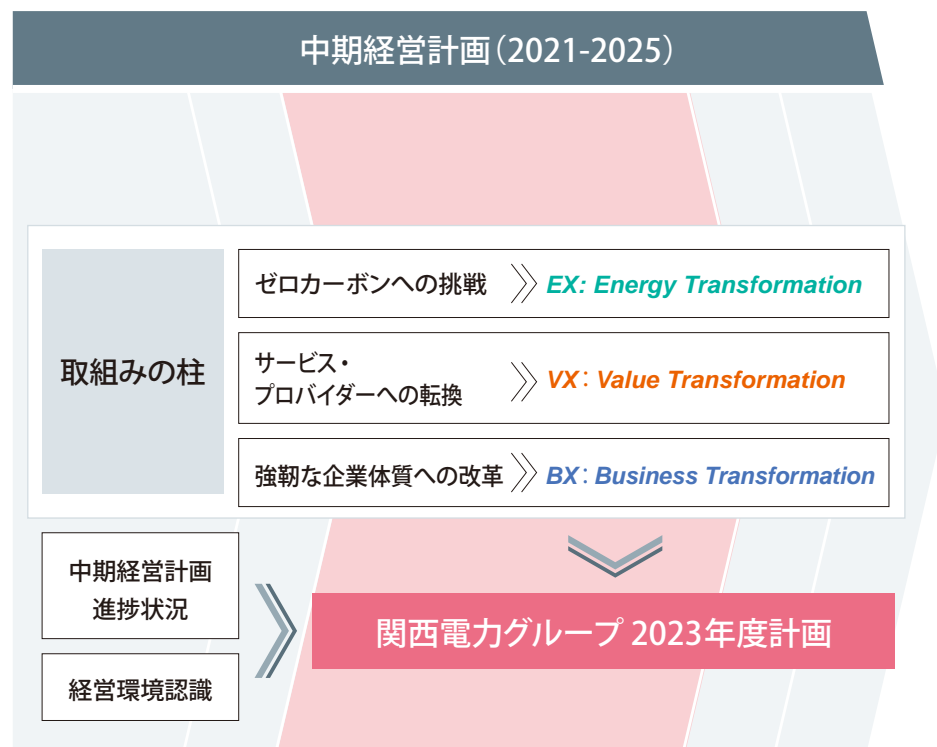 中期経営計画（2021-2025）
取組みの柱
ゼロカーボンへの挑戦
EX: Energy Transformation
サービス・
プロバイダーへの転換
VX：Value Transformation
強靭な企業体質への改革
BX：Business Transformation
中期経営計画
進捗状況
経営環境認識
関西電力グループ 2023年度計画